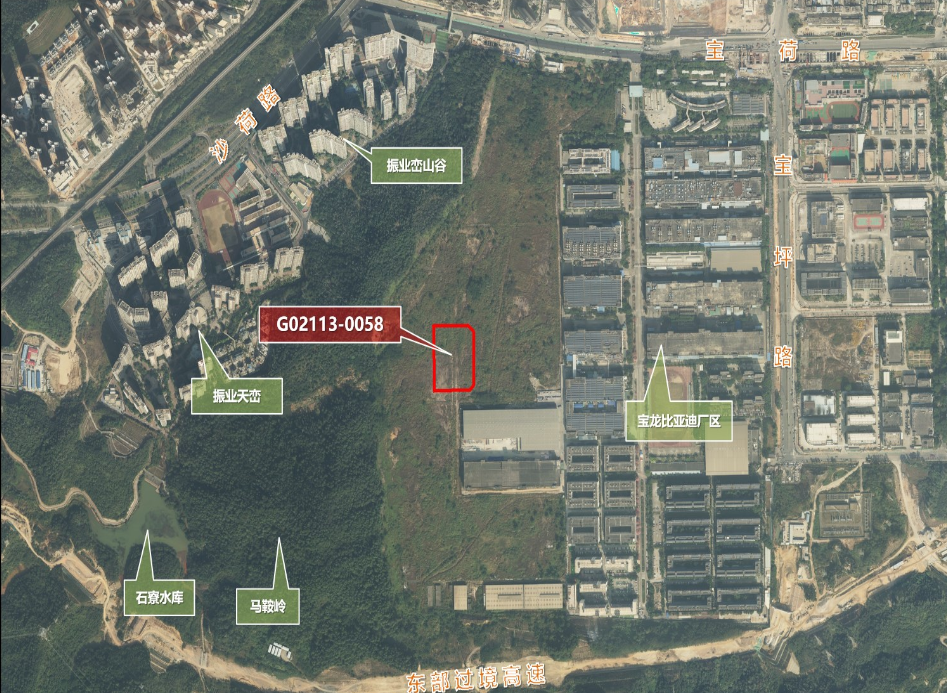 宝荷路
沙荷路
振业峦山谷
宝坪路
G02113-0058
振业天峦
宝龙比亚迪厂区
石寮水库
马鞍岭
东部过境高速